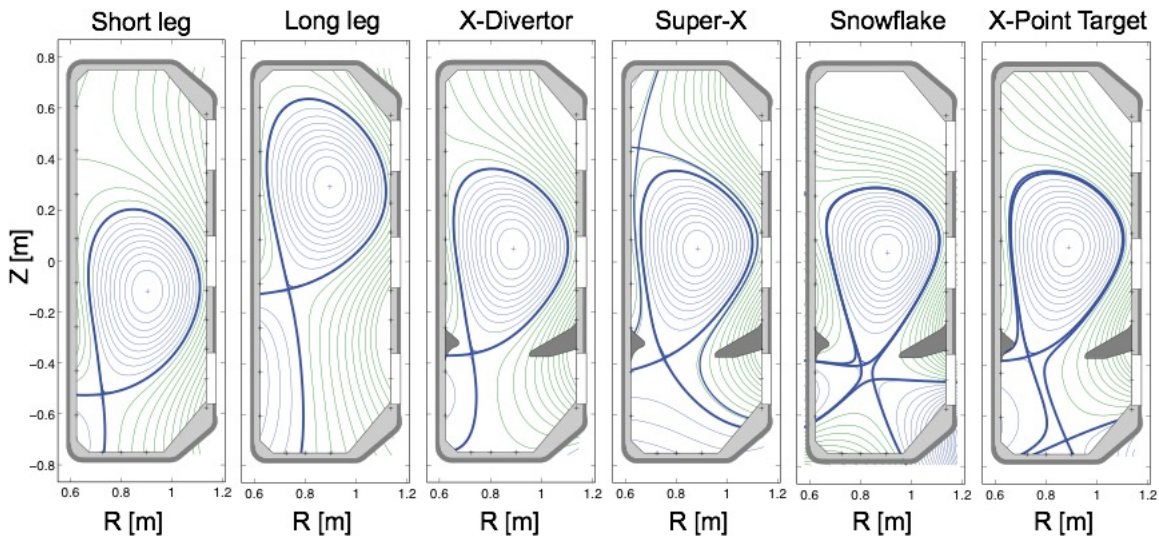 Short leg Long leg X-Divertor Super-X Snowflake X-Point Target
0.8
0.6
0.4
0.2
0
−0.2
−0.4
−0.6
−0.8
Z [m]
0.6 0.8 1 1.2 0.6 0.8 1 1.2 0.6 0.8 1 1.2 0.6 0.8 1 1.2 0.6 0.8 1 1.2 0.6 0.8 1 1.2
R [m] R [m] R [m] R [m] R [m] R [m]